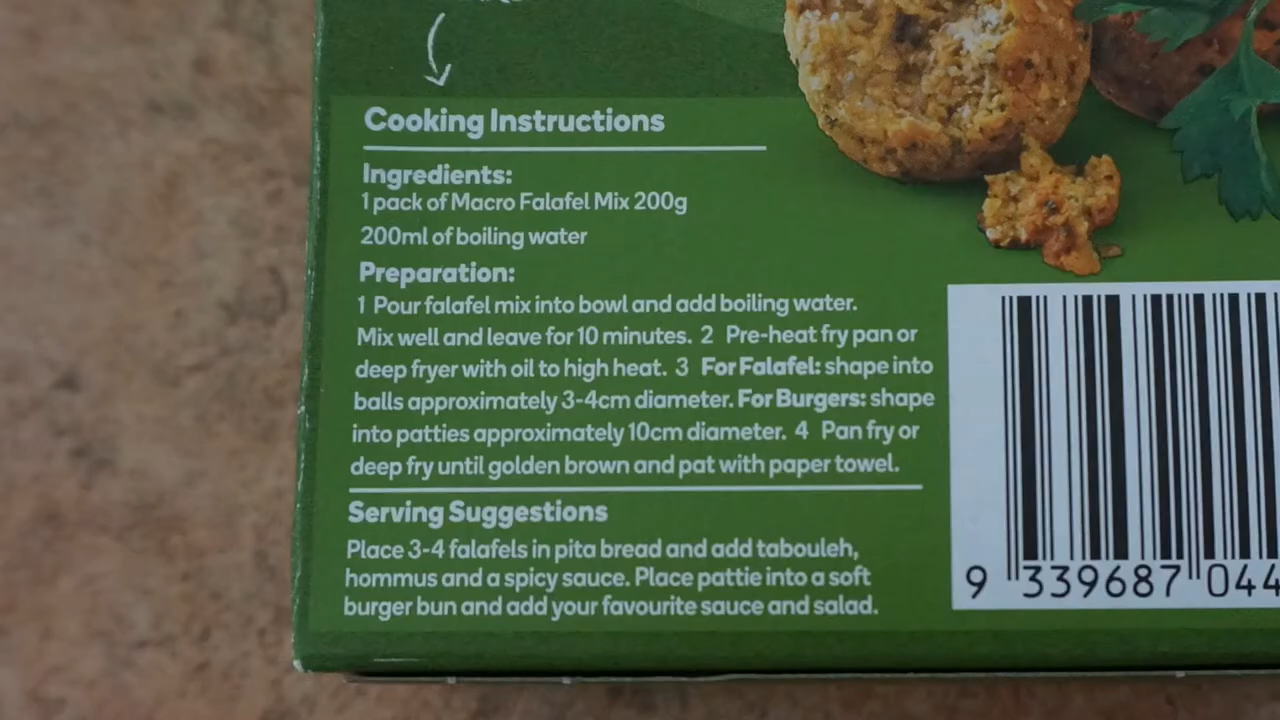 Cooking Instructions
Ingredients:
1 pack of Macro Falafel Mix 200g
200ml of boiling water
Preparation:
1 Pour falafel mix into bowl and add boiling water.
Mix well and leave for 10 minutes. 2 Pre-heat fry pan or
deep fryer with oil to high heat. 3 For Falafel: shape into
balls approximately 3-4cm diameter. For Burgers: shape
into patties approximately 10cm diameter. 4 Pan fry or
deep fry until golden brown and pat with paper towel.
Serving Suggestions
Place 3-4 falafels in pita bread and add tabouleh,
hommus and a spicy sauce. Place pattie into a soft
burger bun and add your favourite sauce and salad.
9 339687 044